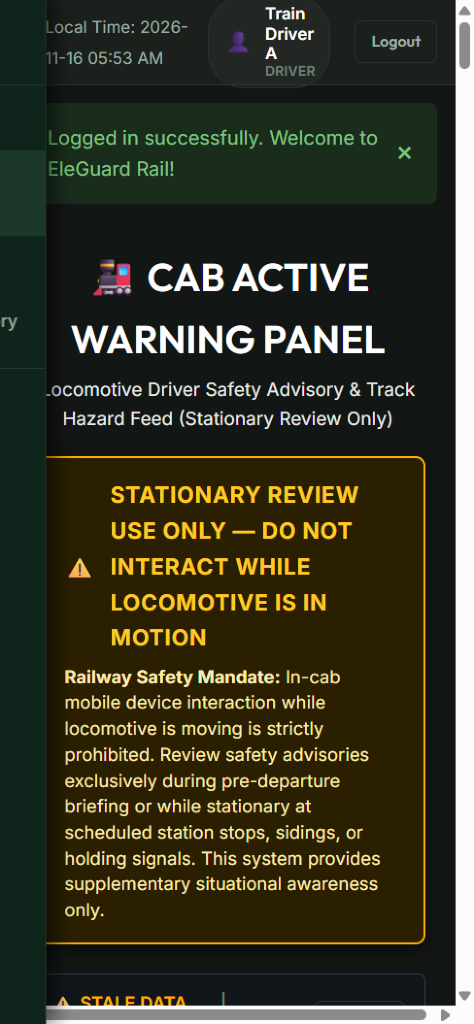 Local Time: 2026-
11-16 05:53 AM
Train
Driver
A
DRIVER
Logout
Logged in successfully. Welcome to
EleGuard Rail!
×
CAB ACTIVE
WARNING PANEL
ry
Locomotive Driver Safety Advisory & Track
Hazard Feed (Stationary Review Only)
STATIONARY REVIEW
USE ONLY — DO NOT
INTERACT WHILE
LOCOMOTIVE IS IN
MOTION
Railway Safety Mandate: In-cab
mobile device interaction while
locomotive is moving is strictly
prohibited. Review safety advisories
exclusively during pre-departure
briefing or while stationary at
scheduled station stops, sidings, or
holding signals. This system provides
supplementary situational awareness
only.
STALE DATA